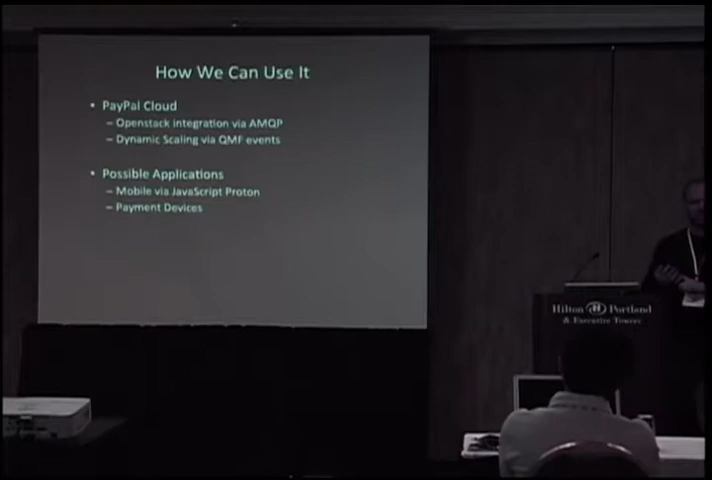 How We Can Use It
• PayPal Cloud
– Openstack integration via AMQP
– Dynamic Scaling via QMF events
• Possible Applications
– Mobile via JavaScript Proton
– Payment Devices
Hilton Portland
& Executive Tower